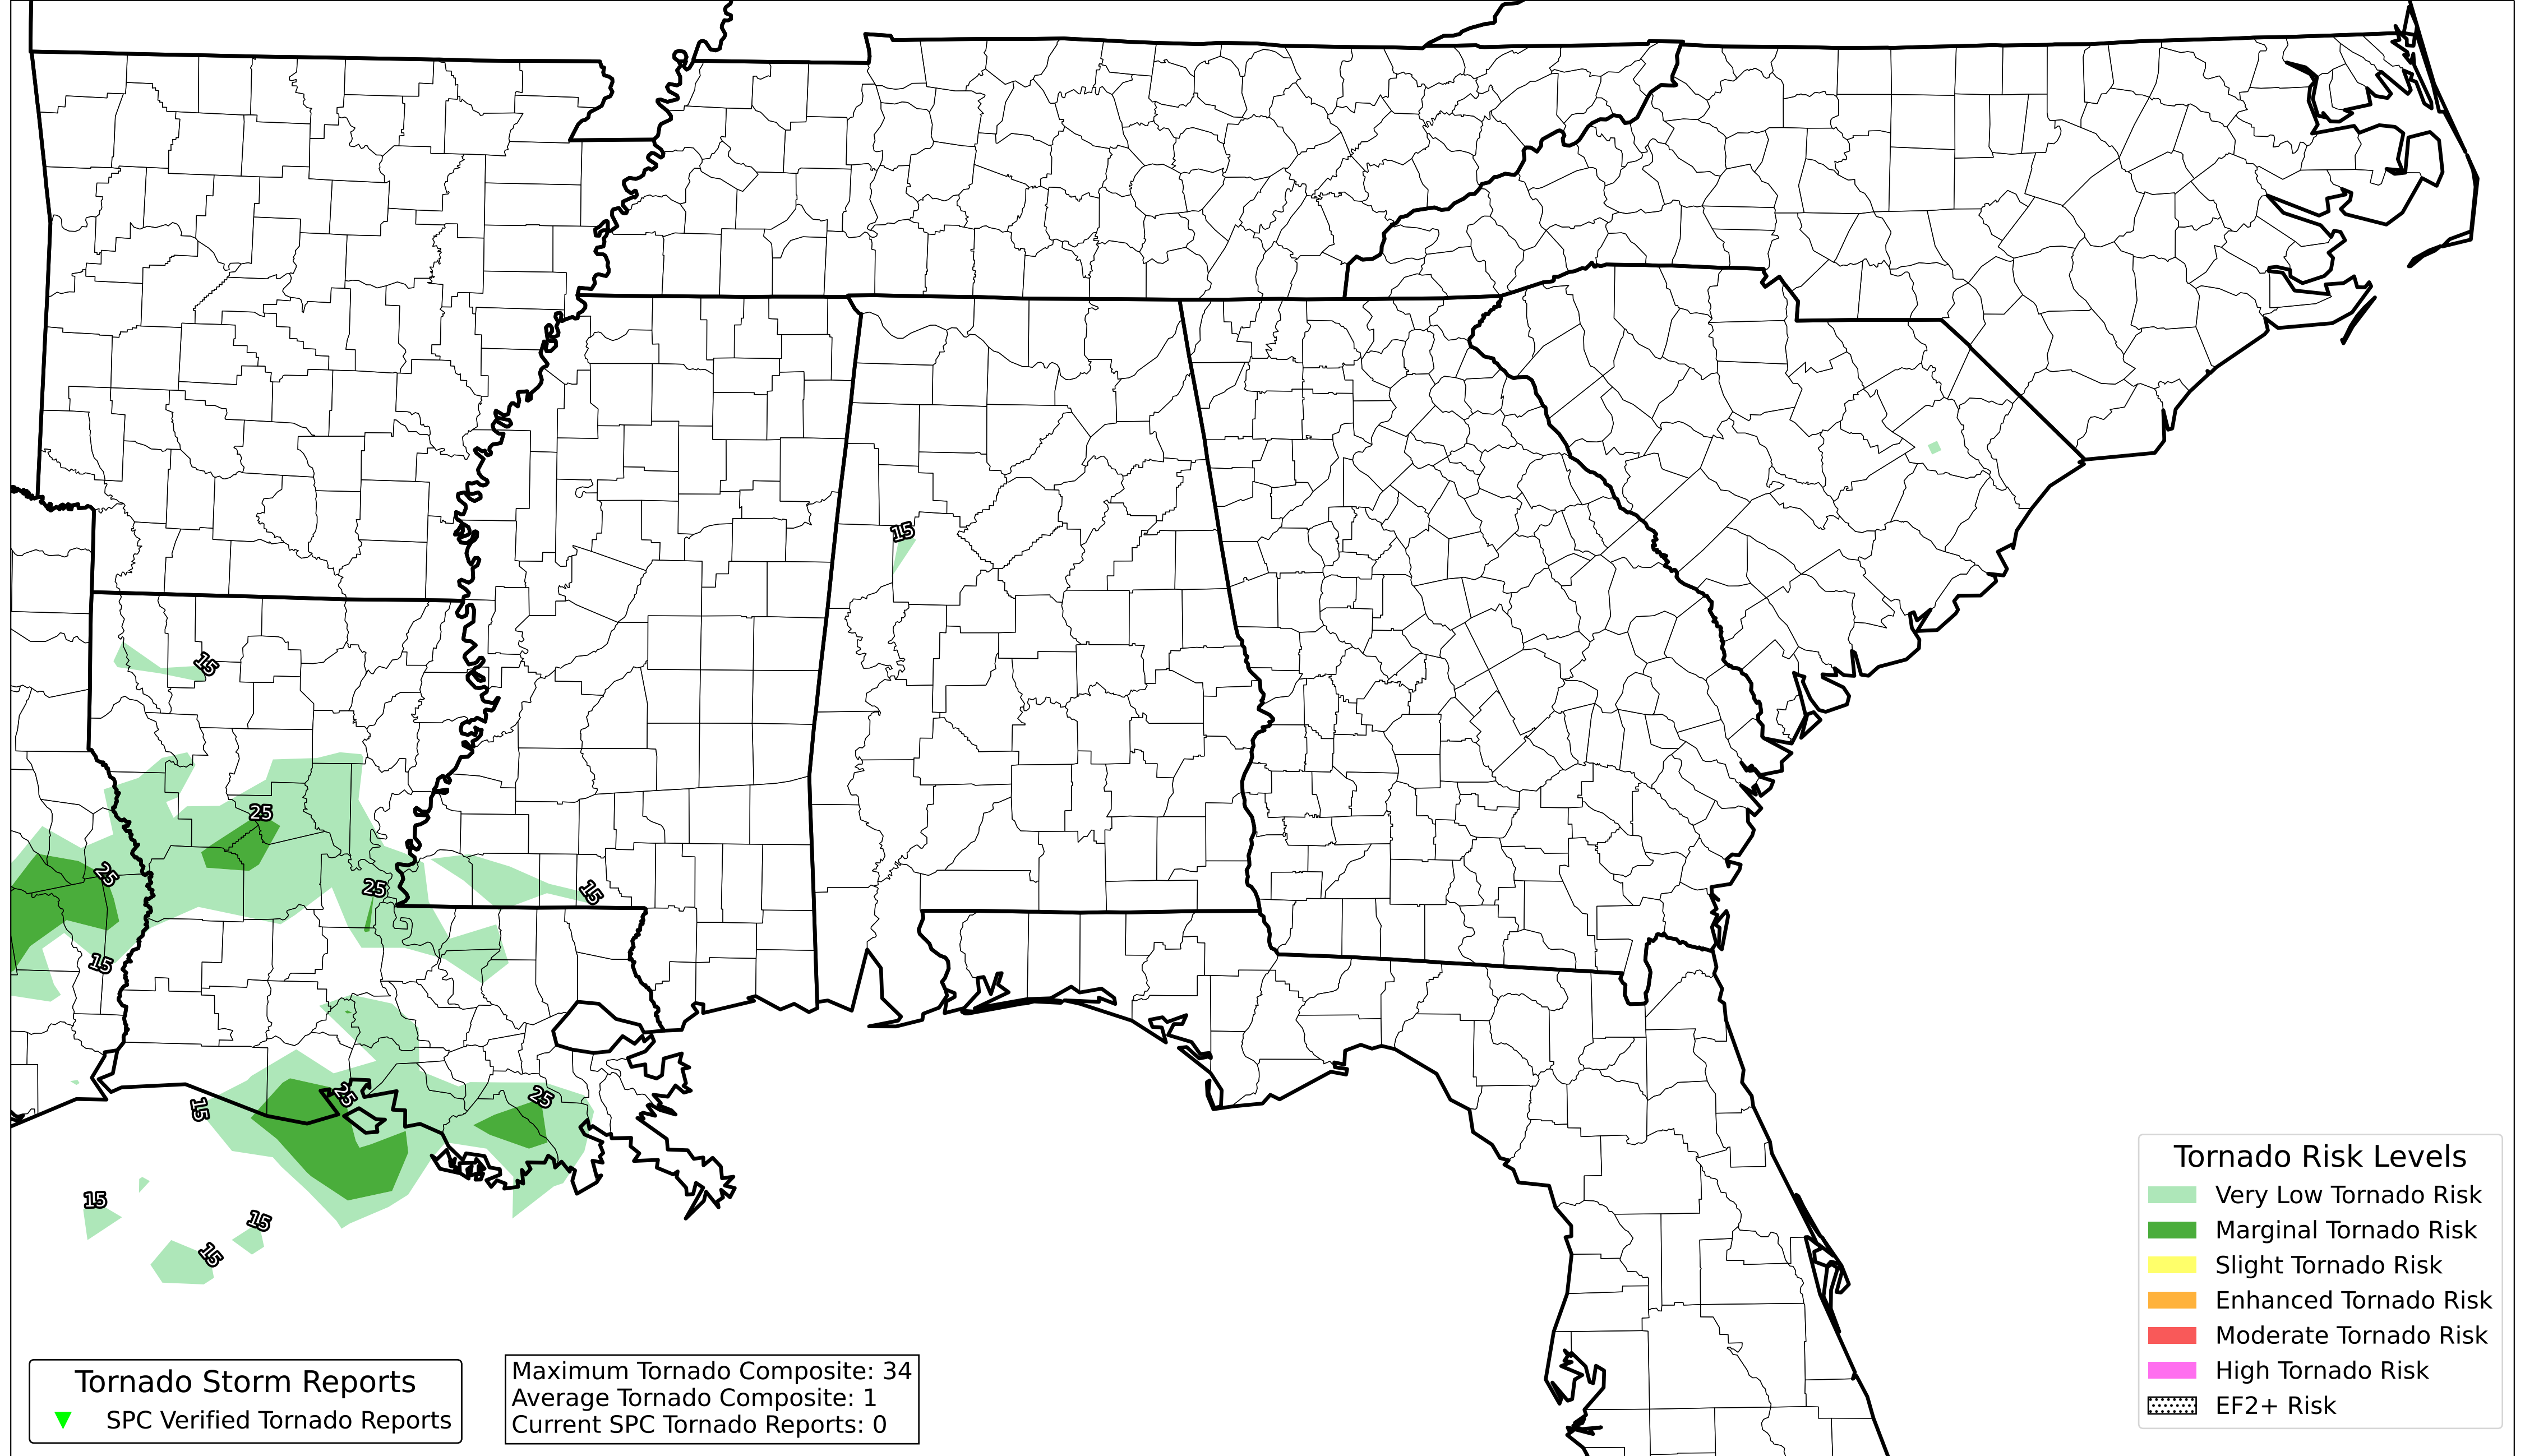 15
15
25
25
25
15
15
25
25
15
15
15
15
Tornado Storm Reports
SPC Verified Tornado Reports
Maximum Tornado Composite: 34
Average Tornado Composite: 1
Current SPC Tornado Reports: 0
Tornado Risk Levels
Very Low Tornado Risk
Marginal Tornado Risk
Slight Tornado Risk
Enhanced Tornado Risk
Moderate Tornado Risk
High Tornado Risk
EF2+ Risk